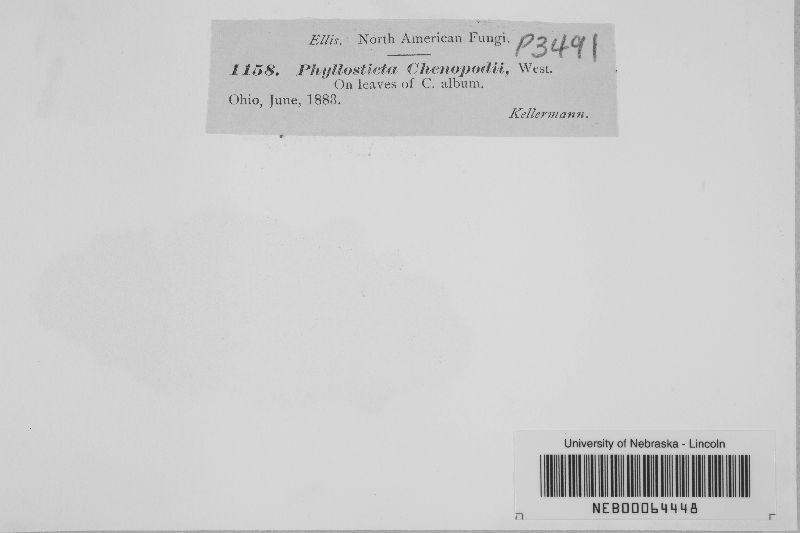 Ellis. North American Fungi. P3491
1158. Phyllosticta Chenopodii, West.
On leaves of C. album.
Ohio, June, 1883.
Kellermann.
University of Nebraska - Lincoln
NEB00064448